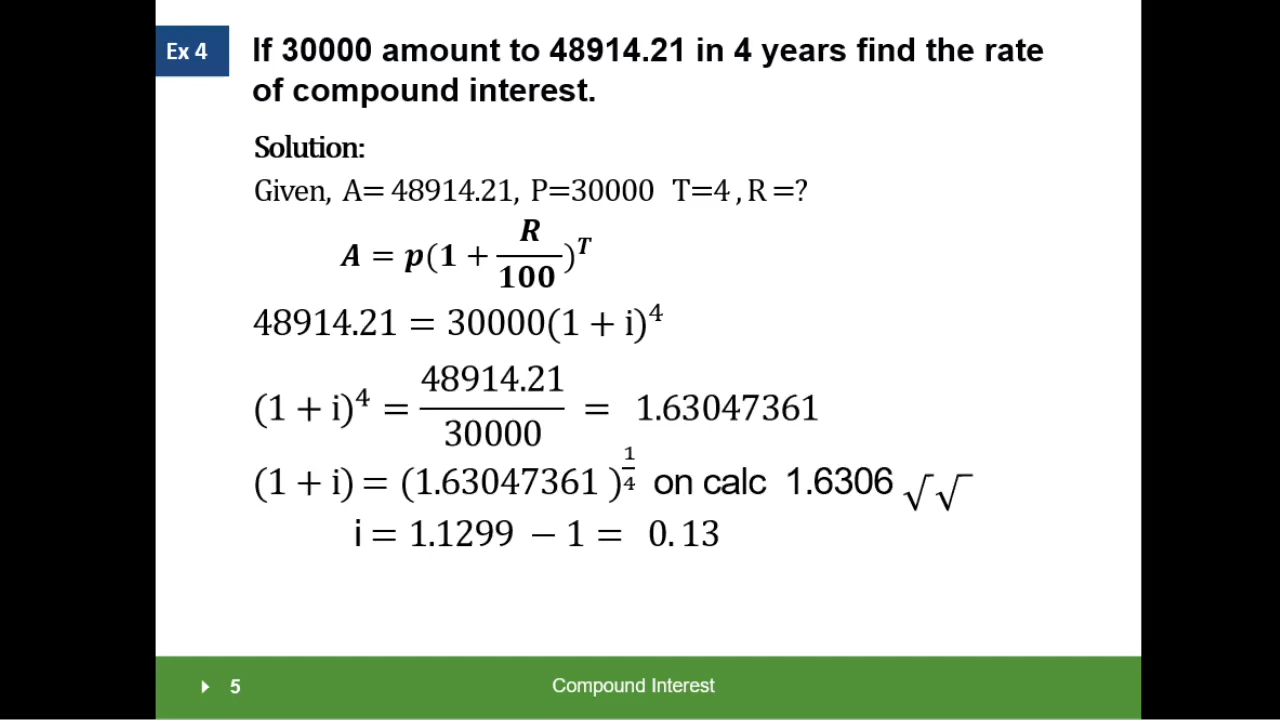 Ex 4
If 30000 amount to 48914.21 in 4 years find the rate
of compound interest.
Solution:
Given, A= 48914.21, P=30000 T=4 , R =?
A = p(1 + R/100)^T
48914.21 = 30000(1 + i)^4
(1 + i)^4 = 48914.21/30000 = 1.63047361
(1 + i) = (1.63047361 )^1/4 on calc 1.6306 √ √
i = 1.1299 − 1 = 0.13
5
Compound Interest